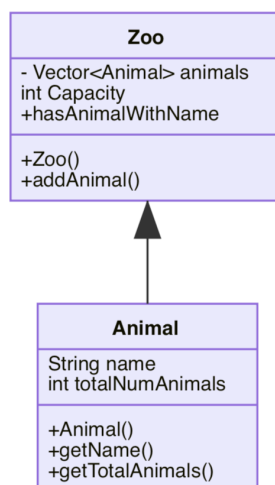 Zoo
- Vector<Animal> animals
int Capacity
+hasAnimalWithName
+Zoo()
+addAnimal()
Animal
String name
int totalNumAnimals
+Animal()
+getName()
+getTotalAnimals()